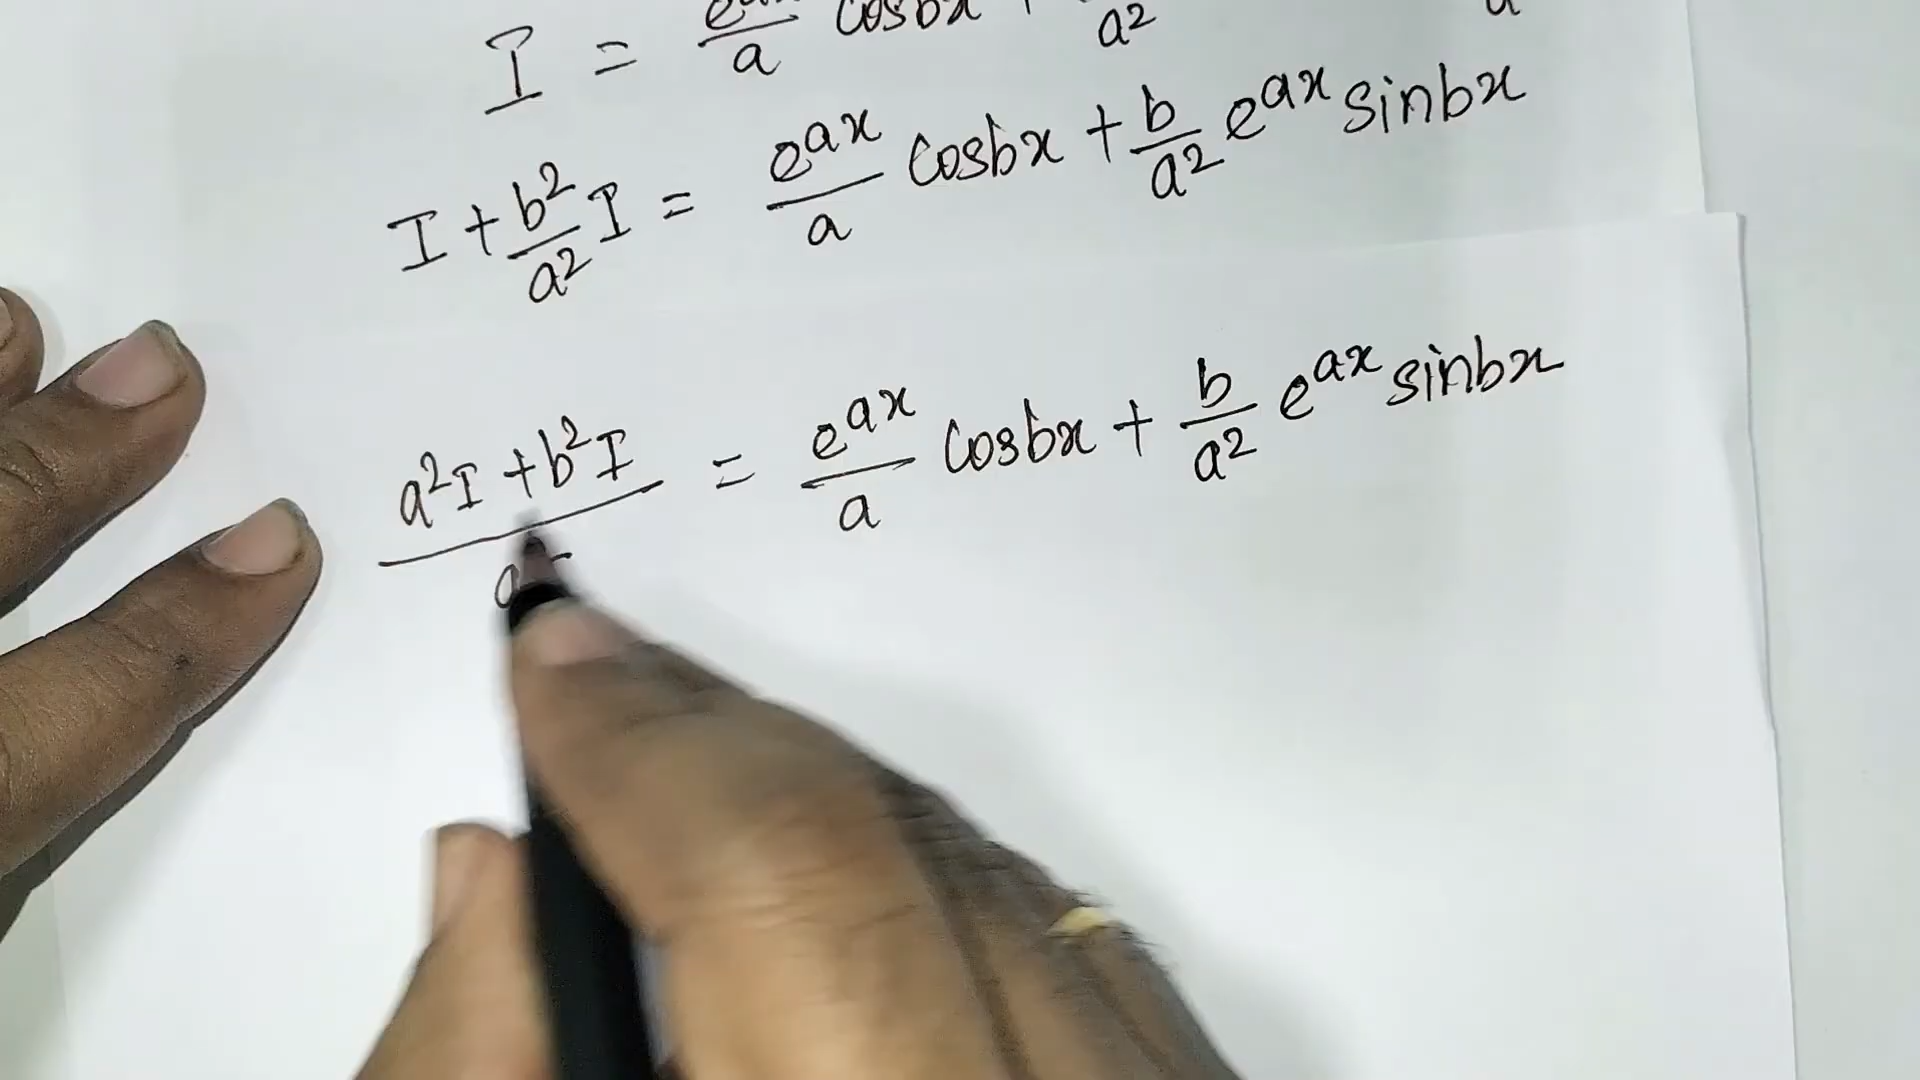 I = e^{ax}/a cosbx + a²
I + b²/a² I = e^{ax}/a cosbx + b/a² e^{ax} sinbx
(a²I + b²I)/a² = e^{ax}/a cosbx + b/a² e^{ax} sinbx